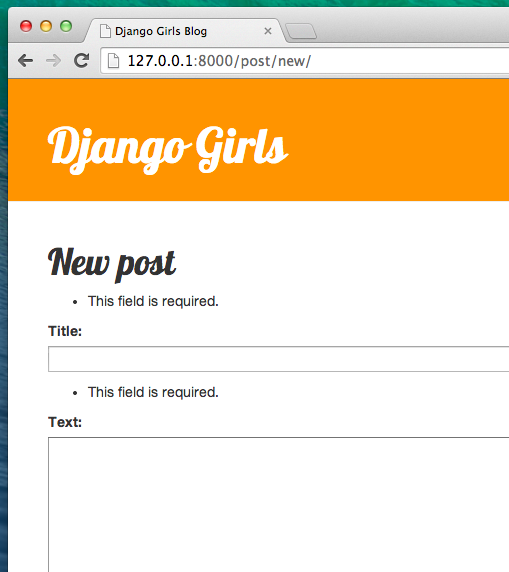 Django Girls Blog
127.0.0.1:8000/post/new/
Django Girls
New post
• This field is required.
Title:
• This field is required.
Text: